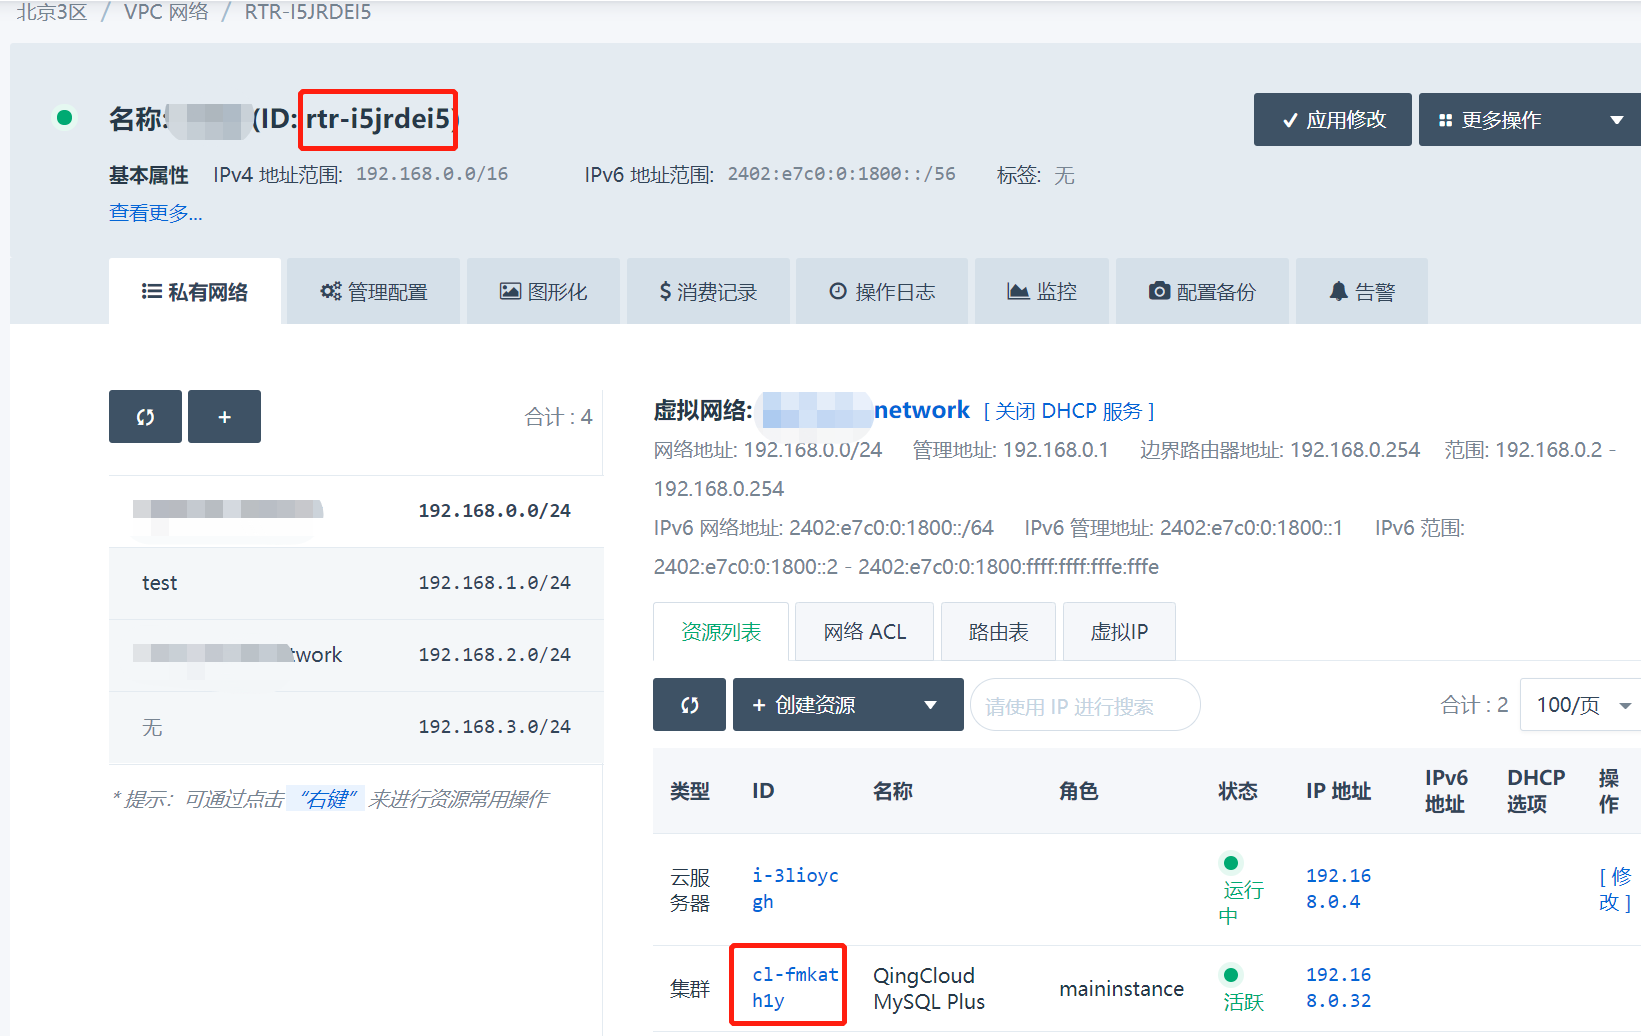 北京3区 / VPC 网络 / RTR-I5JRDEI5
名称: (ID: rtr-i5jrdei5)
应用修改
更多操作
基本属性 IPv4 地址范围: 192.168.0.0/16 IPv6 地址范围: 2402:e7c0:0:1800::/56 标签: 无
查看更多...
私有网络 管理配置 图形化 $ 消费记录 操作日志 监控 配置备份 告警
+ 合计 : 4
192.168.0.0/24
test 192.168.1.0/24
twork 192.168.2.0/24
无 192.168.3.0/24
* 提示：可通过点击 “右键” 来进行资源常用操作
虚拟网络: network [ 关闭 DHCP 服务 ]
网络地址: 192.168.0.0/24 管理地址: 192.168.0.1 边界路由器地址: 192.168.0.254 范围: 192.168.0.2 -
192.168.0.254
IPv6 网络地址: 2402:e7c0:0:1800::/64 IPv6 管理地址: 2402:e7c0:0:1800::1 IPv6 范围:
2402:e7c0:0:1800::2 - 2402:e7c0:0:1800:ffff:ffff:fffe:fffe
资源列表 网络 ACL 路由表 虚拟IP
+ 创建资源 请使用 IP 进行搜索 合计 : 2 100/页
类型 ID 名称 角色 状态 IP 地址 IPv6 地址 DHCP 选项 操作
云服务器 i-3lioycgh 运行中 192.168.0.4 [ 修改 ]
集群 cl-fmkath1y QingCloud MySQL Plus maininstance 活跃 192.168.0.32